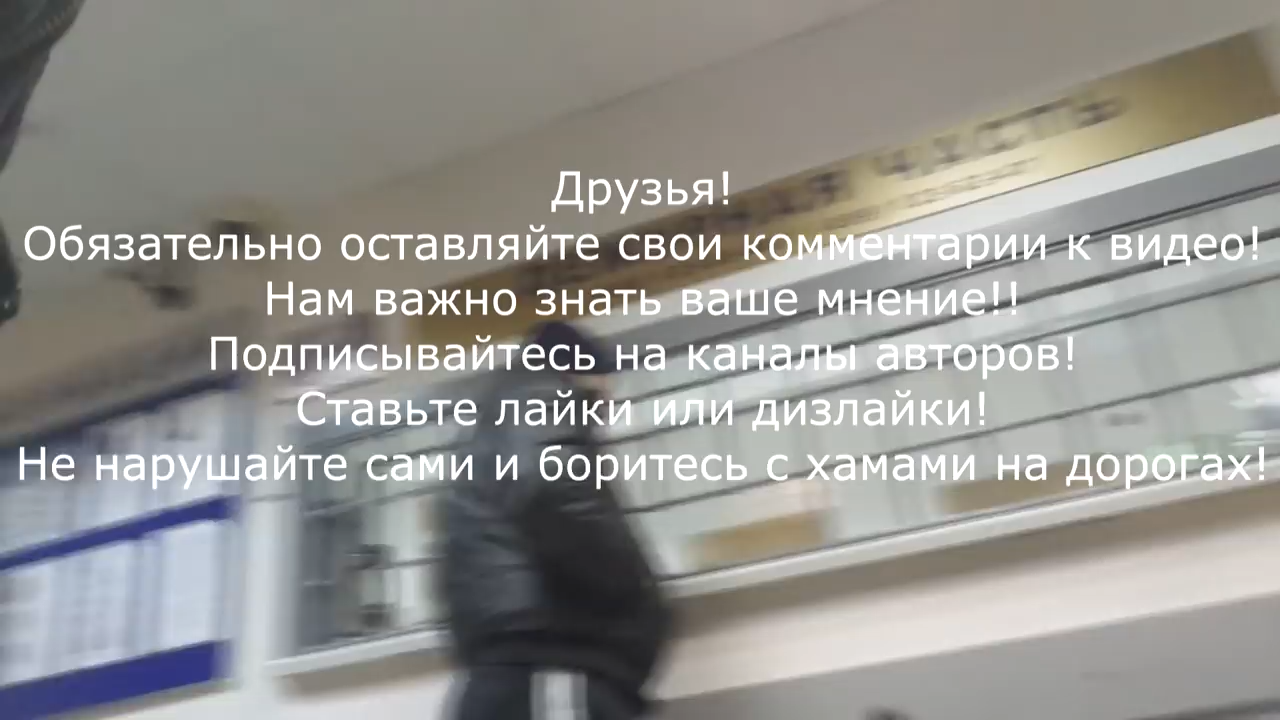 ЧАСТЬ
Друзья!
Обязательно оставляйте свои комментарии к видео!
Нам важно знать ваше мнение!!
Подписывайтесь на каналы авторов!
Ставьте лайки или дизлайки!
Не нарушайте сами и боритесь с хамами на дорогах!